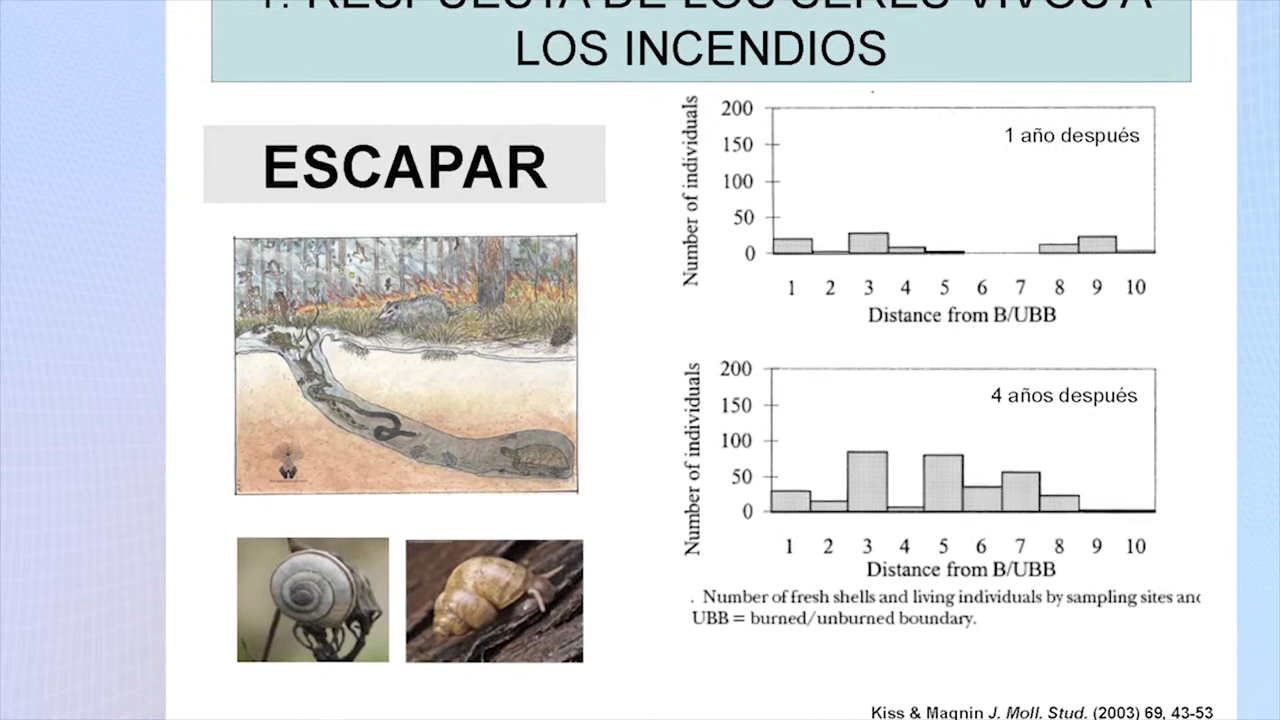 1. RESPUESTA DE LOS SERES VIVOS A
LOS INCENDIOS
ESCAPAR
Number of individuals
200
150
100
50
0
1 año después
1 2 3 4 5 6 7 8 9 10
Distance from B/UBB
Number of individuals
200
150
100
50
0
4 años después
1 2 3 4 5 6 7 8 9 10
Distance from B/UBB
. Number of fresh shells and living individuals by sampling sites and
UBB = burned/unburned boundary.
Kiss & Magnin J. Moll. Stud. (2003) 69, 43-53